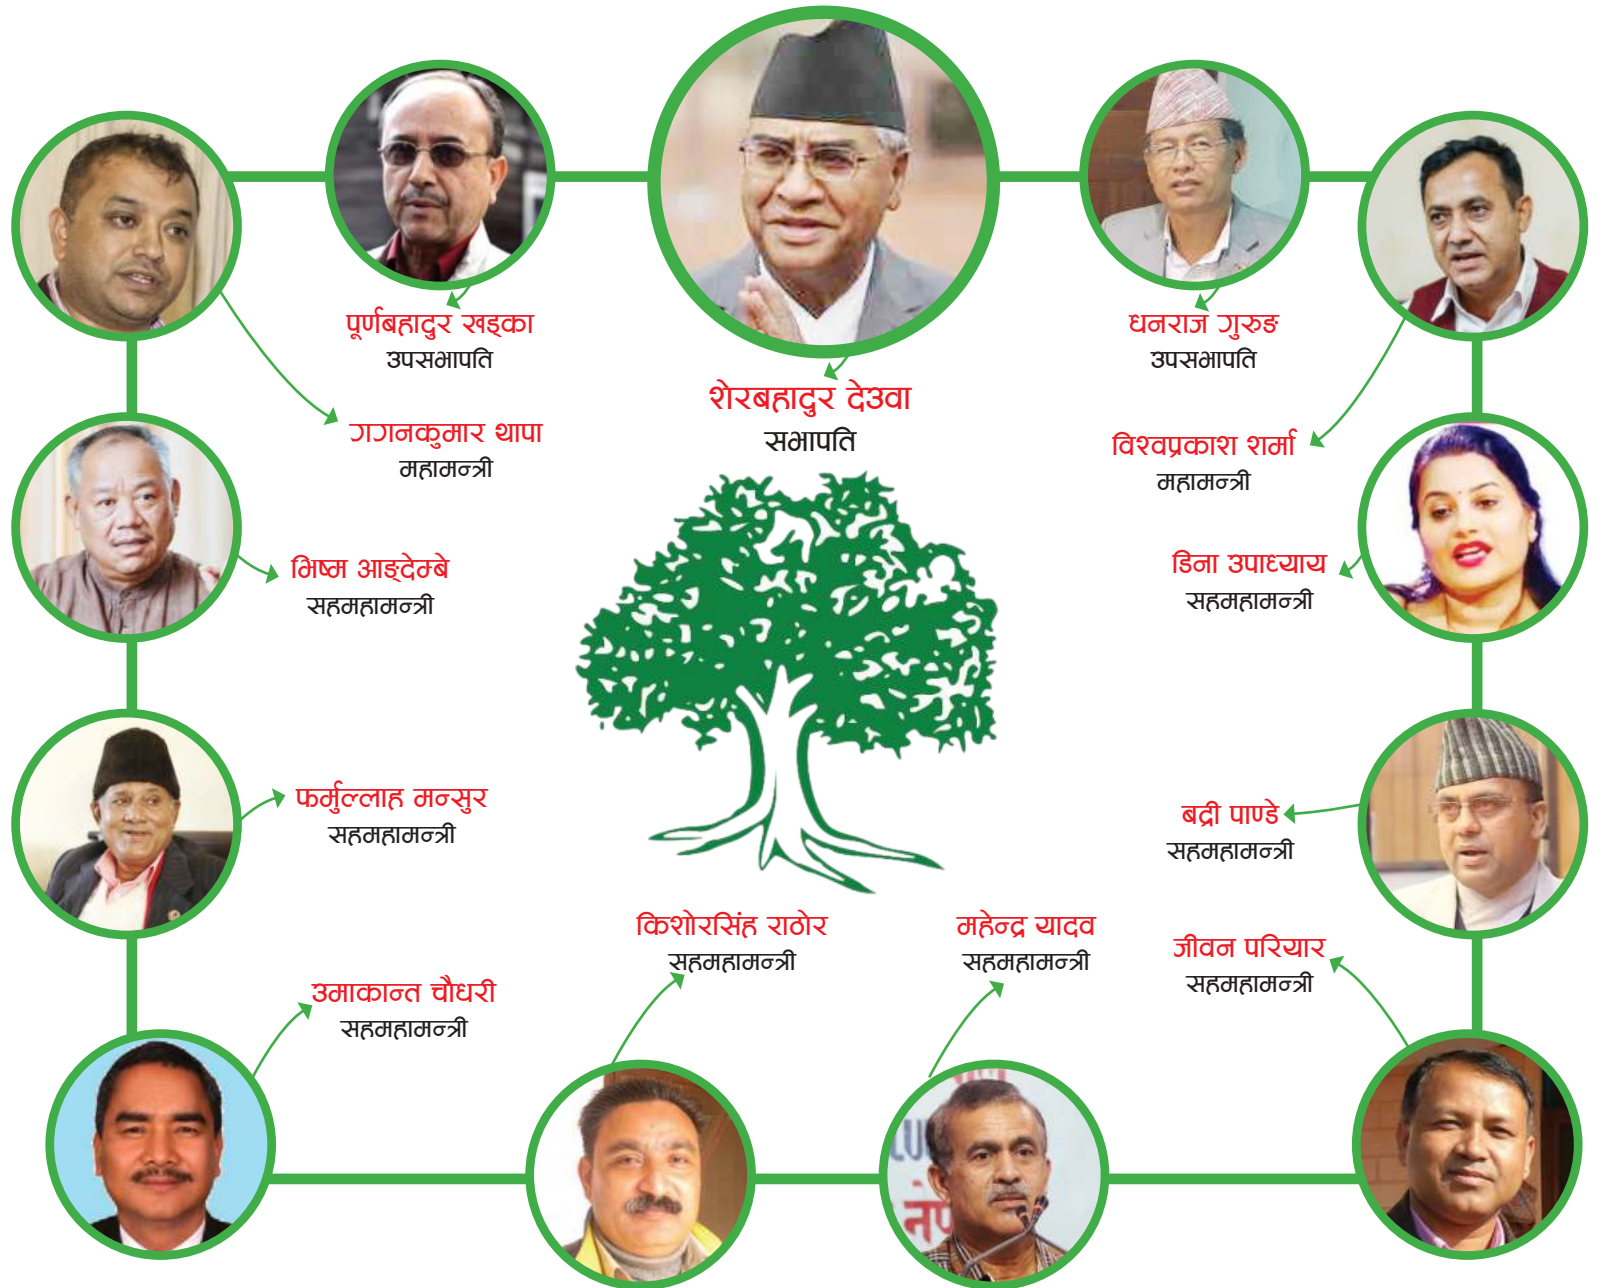 पूर्णबहादुर खड्का
उपसभापति
धनराज गुरुङ
उपसभापति
शेरबहादुर देउवा
सभापति
गगनकुमार थापा
महामन्त्री
विश्वप्रकाश शर्मा
महामन्त्री
भिष्म आङ्देम्बे
सहमहामन्त्री
डिना उपाध्याय
सहमहामन्त्री
फर्मुल्लाह मन्सुर
सहमहामन्त्री
बद्री पाण्डे
सहमहामन्त्री
किशोरसिंह राठोर
सहमहामन्त्री
महेन्द्र यादव
सहमहामन्त्री
जीवन परियार
सहमहामन्त्री
उमाकान्त चौधरी
सहमहामन्त्री